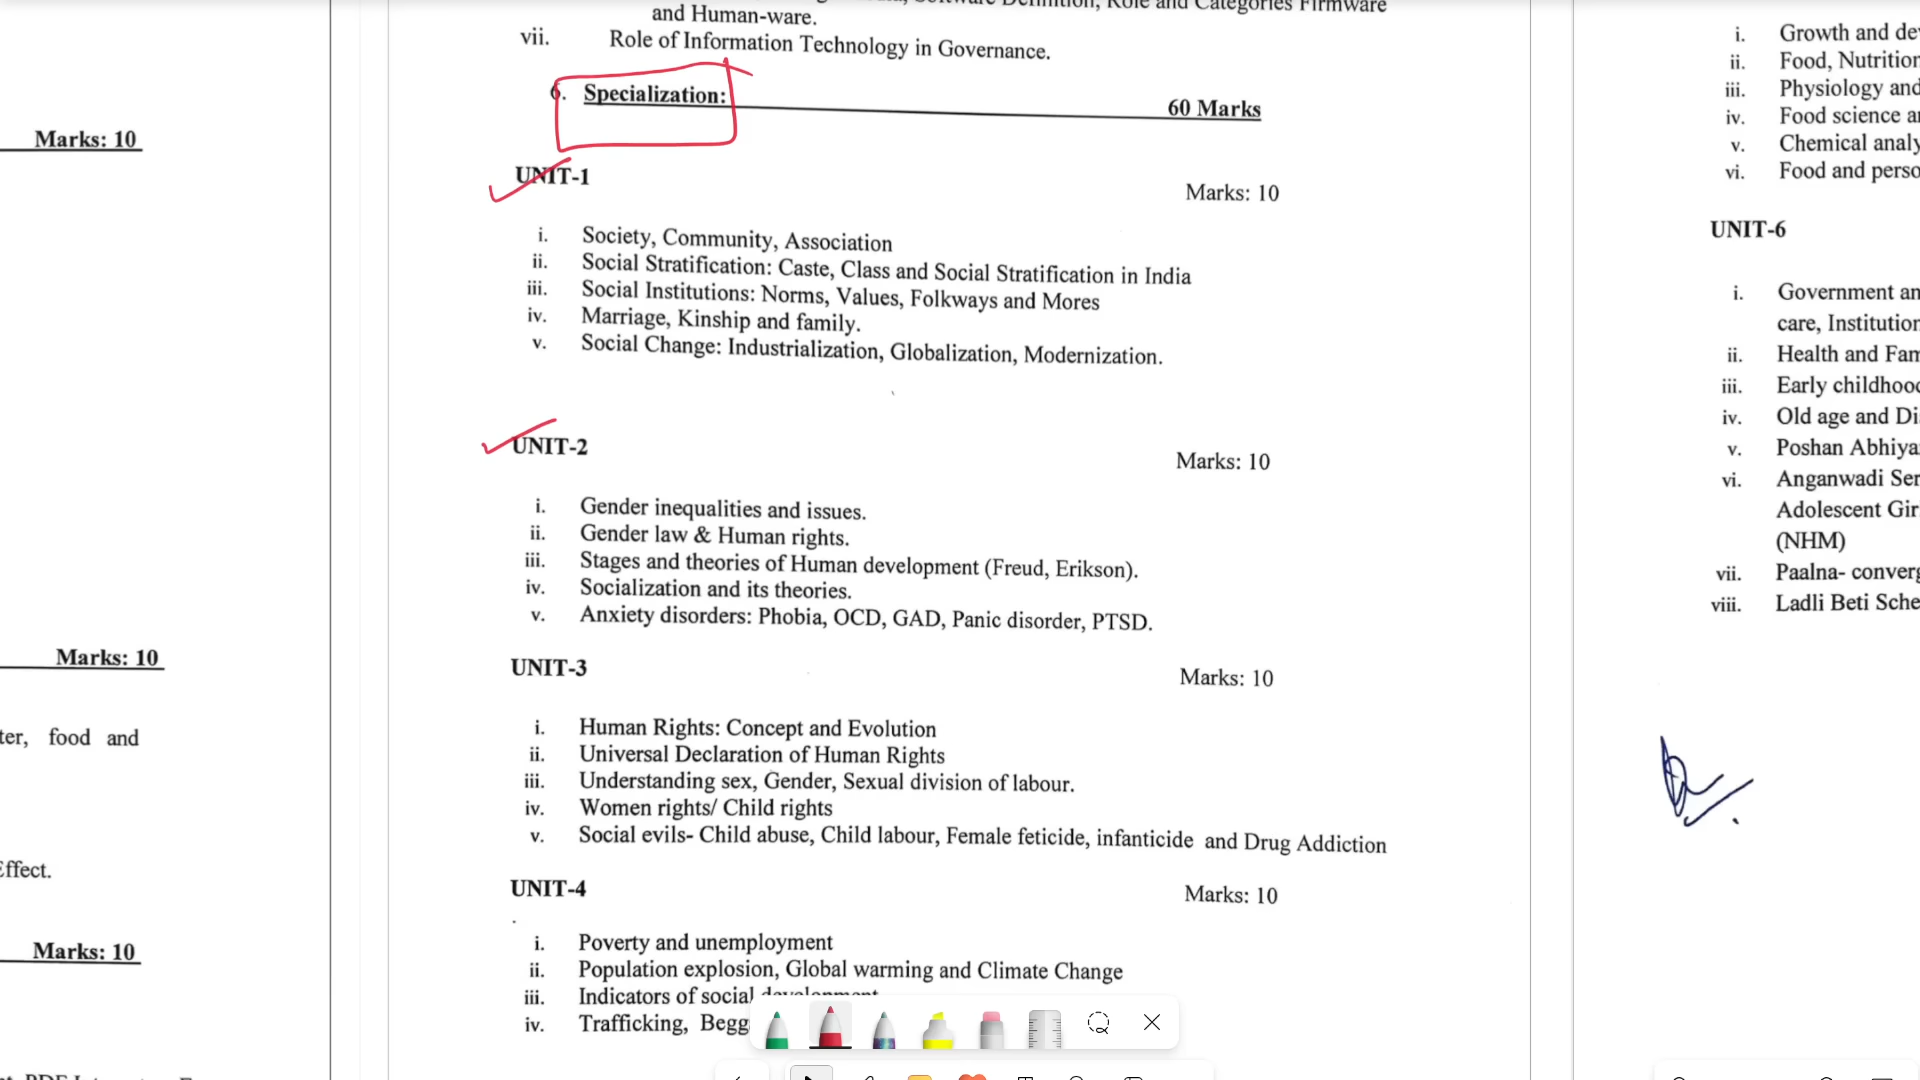 Role and Categories Firmware
and Human-ware.
vii. Role of Information Technology in Governance.
6. Specialization: 60 Marks
UNIT-1 Marks: 10
i. Society, Community, Association
ii. Social Stratification: Caste, Class and Social Stratification in India
iii. Social Institutions: Norms, Values, Folkways and Mores
iv. Marriage, Kinship and family.
v. Social Change: Industrialization, Globalization, Modernization.
UNIT-2 Marks: 10
i. Gender inequalities and issues.
ii. Gender law & Human rights.
iii. Stages and theories of Human development (Freud, Erikson).
iv. Socialization and its theories.
v. Anxiety disorders: Phobia, OCD, GAD, Panic disorder, PTSD.
UNIT-3 Marks: 10
i. Human Rights: Concept and Evolution
ii. Universal Declaration of Human Rights
iii. Understanding sex, Gender, Sexual division of labour.
iv. Women rights/ Child rights
v. Social evils- Child abuse, Child labour, Female feticide, infanticide and Drug Addiction
UNIT-4 Marks: 10
i. Poverty and unemployment
ii. Population explosion, Global warming and Climate Change
iii. Indicators of social
iv. Trafficking, Begg
Marks: 10
Marks: 10
ter, food and
Effect.
Marks: 10
i. Growth and de
ii. Food, Nutrition
iii. Physiology and
iv. Food science a
v. Chemical analy
vi. Food and perso
UNIT-6
i. Government an
care, Institution
ii. Health and Fam
iii. Early childhood
iv. Old age and Di
v. Poshan Abhiya
vi. Anganwadi Ser
Adolescent Gir
(NHM)
vii. Paalna- converg
viii. Ladli Beti Sche